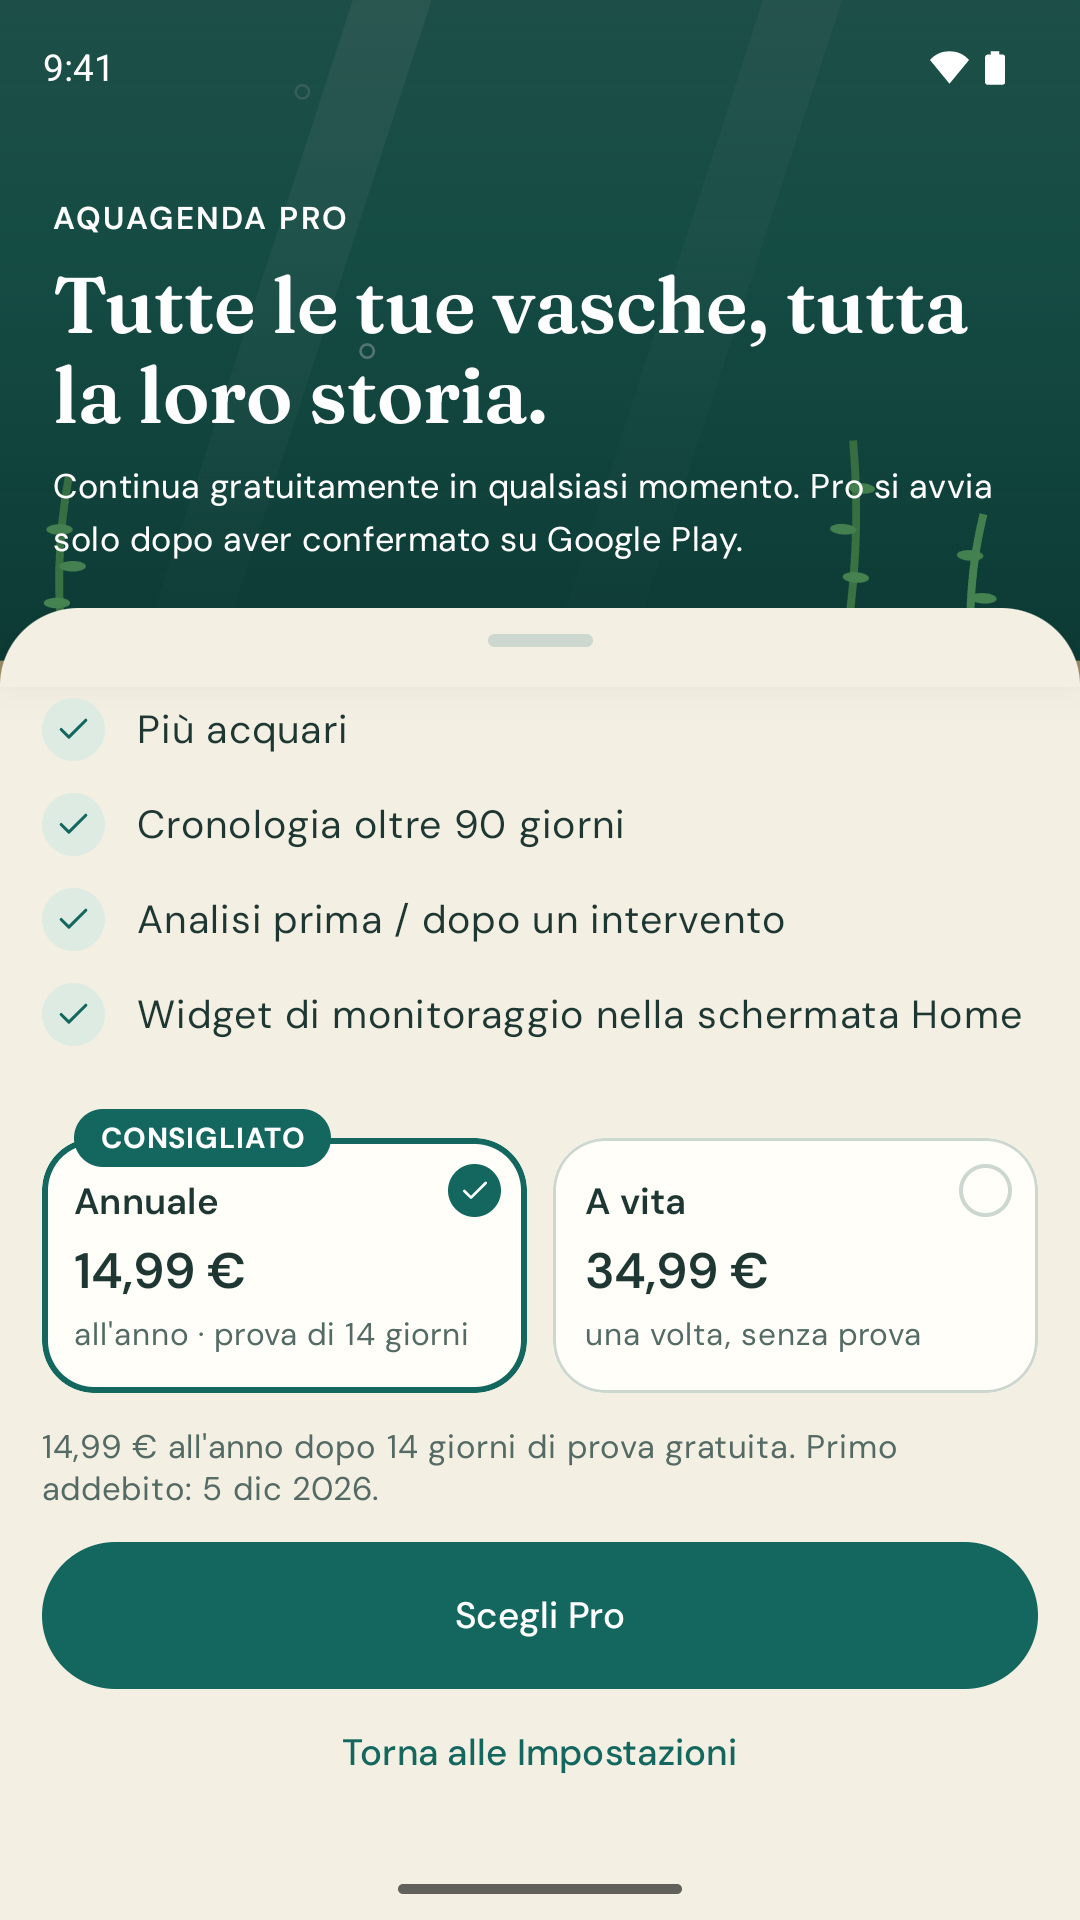 9:41
AQUAGENDA PRO
Tutte le tue vasche, tutta
la loro storia.
Continua gratuitamente in qualsiasi momento. Pro si avvia
solo dopo aver confermato su Google Play.
Più acquari
Cronologia oltre 90 giorni
Analisi prima / dopo un intervento
Widget di monitoraggio nella schermata Home
CONSIGLIATO
Annuale
14,99 €
all'anno · prova di 14 giorni
A vita
34,99 €
una volta, senza prova
14,99 € all'anno dopo 14 giorni di prova gratuita. Primo
addebito: 5 dic 2026.
Scegli Pro
Torna alle Impostazioni